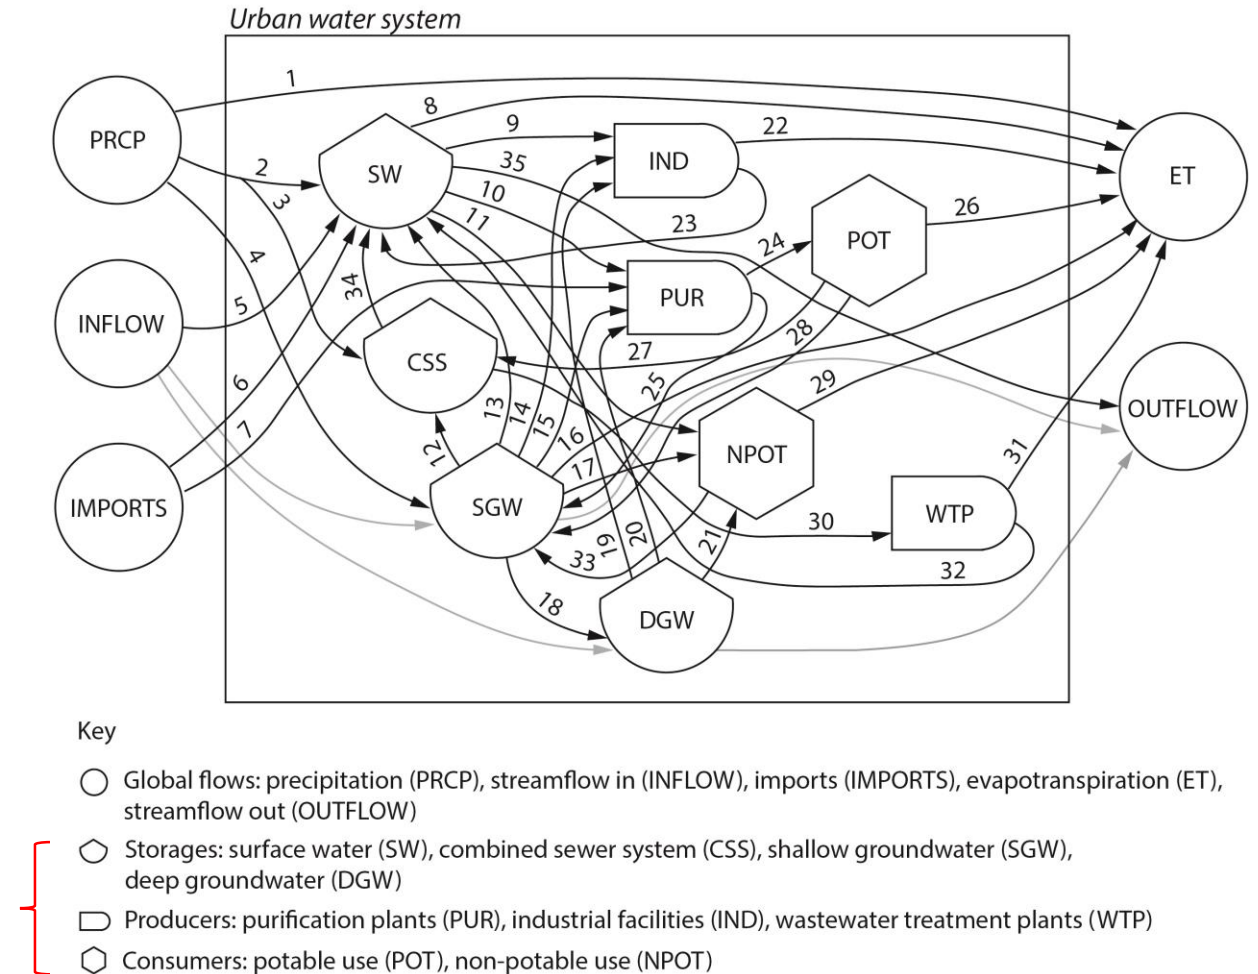 Urban water system
1
PRCP
8
9
22
2
SW
35
IND
ET
3
10
11
26
23
24
POT
4
34
PUR
5
INFLOW
28
27
CSS
6
25
29
OUTFLOW
13
14
15
7
16
12
17
NPOT
31
IMPORTS
SGW
WTP
30
19
20
21
33
32
18
DGW
Key
Global flows: precipitation (PRCP), streamflow in (INFLOW), imports (IMPORTS), evapotranspiration (ET),
streamflow out (OUTFLOW)
Storages: surface water (SW), combined sewer system (CSS), shallow groundwater (SGW),
deep groundwater (DGW)
Producers: purification plants (PUR), industrial facilities (IND), wastewater treatment plants (WTP)
Consumers: potable use (POT), non-potable use (NPOT)